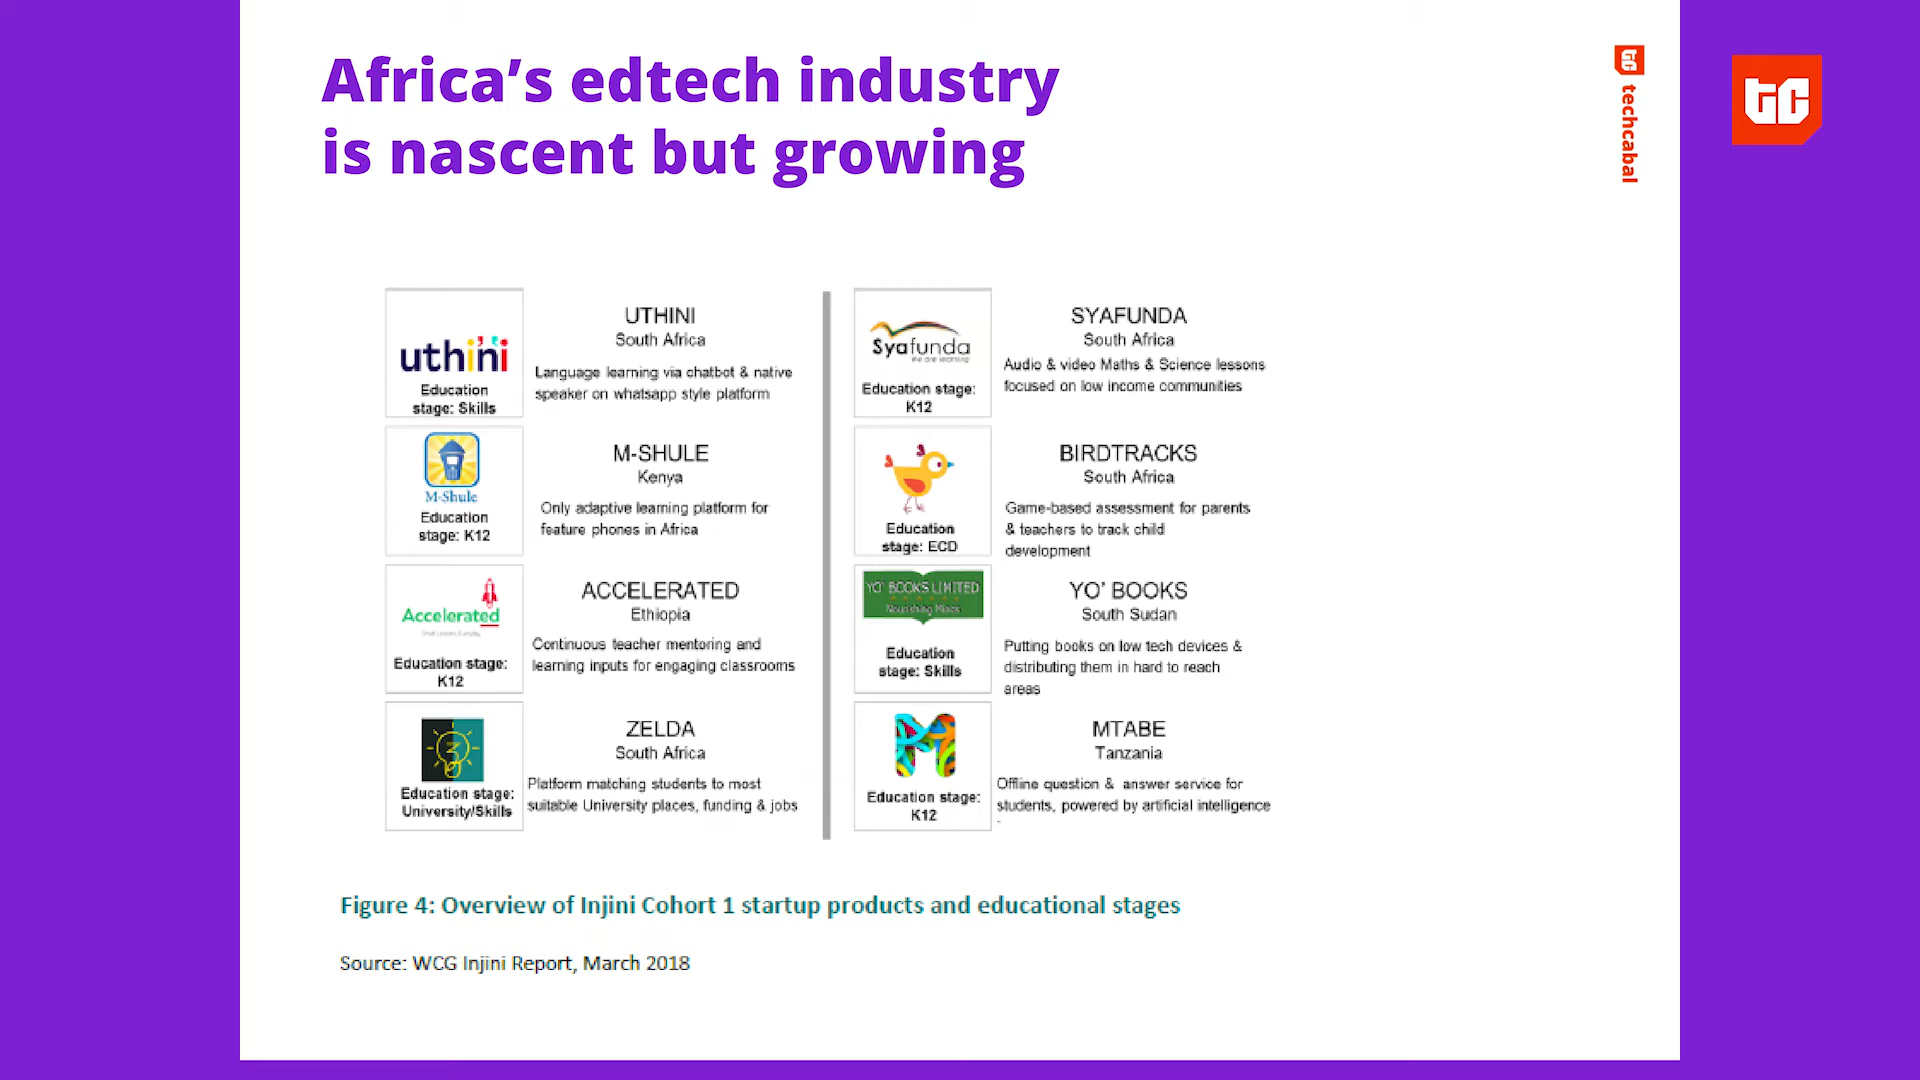 Africa's edtech industry
is nascent but growing
techcabal
uthini
Education
stage: Skills
UTHINI
South Africa
Language learning via chatbot & native
speaker on whatsapp style platform
M-Shule
Education
stage: K12
M-SHULE
Kenya
Only adaptive learning platform for
feature phones in Africa
Accelerated
Education stage:
K12
ACCELERATED
Ethiopia
Continuous teacher mentoring and
learning inputs for engaging classrooms
Education stage:
University/Skills
ZELDA
South Africa
Platform matching students to most
suitable University places, funding & jobs
Syafunda
we are learning
Education stage:
K12
SYAFUNDA
South Africa
Audio & video Maths & Science lessons
focused on low income communities
Education
stage: ECD
BIRDTRACKS
South Africa
Game-based assessment for parents
& teachers to track child
development
YO' BOOKS LIMITED
Nourishing Minds
Education
stage: Skills
YO' BOOKS
South Sudan
Putting books on low tech devices &
distributing them in hard to reach
areas
Education stage:
K12
MTABE
Tanzania
Offline question & answer service for
students, powered by artificial intelligence
Figure 4: Overview of Injini Cohort 1 startup products and educational stages
Source: WCG Injini Report, March 2018
tc